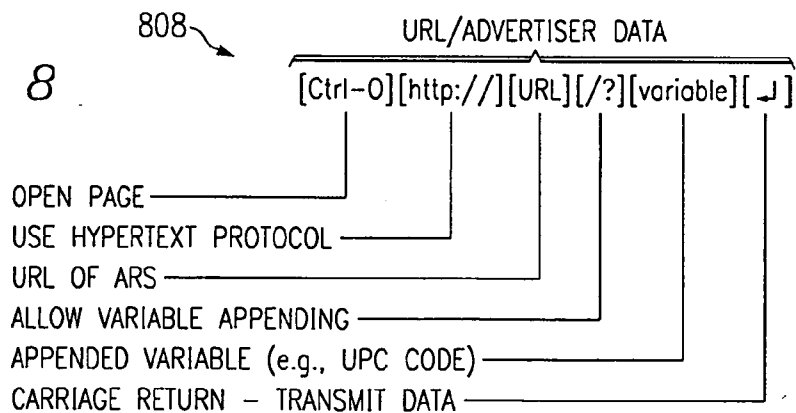 808
URL/ADVERTISER DATA
8
[Ctrl-O][http://][URL][/?][variable][↵]
OPEN PAGE
USE HYPERTEXT PROTOCOL
URL OF ARS
ALLOW VARIABLE APPENDING
APPENDED VARIABLE (e.g., UPC CODE)
CARRIAGE RETURN – TRANSMIT DATA